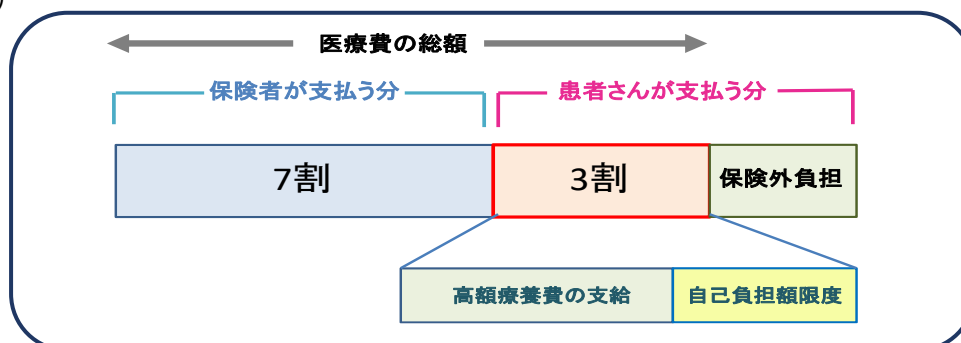 医療費の総額
保険者が支払う分
患者さんが支払う分
7割
3割
保険外負担
高額療養費の支給
自己負担額限度